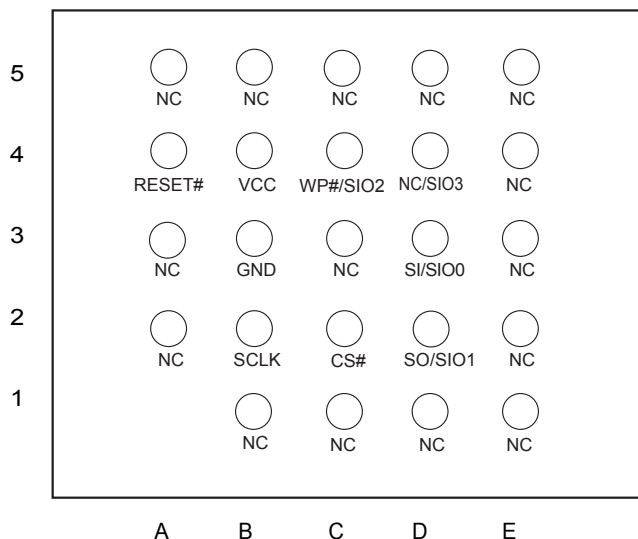 5
NC NC NC NC NC
4
RESET# VCC WP#/SIO2 NC/SIO3 NC
3
NC GND NC SI/SIO0 NC
2
NC SCLK CS# SO/SIO1 NC
1
NC NC NC NC
A B C D E